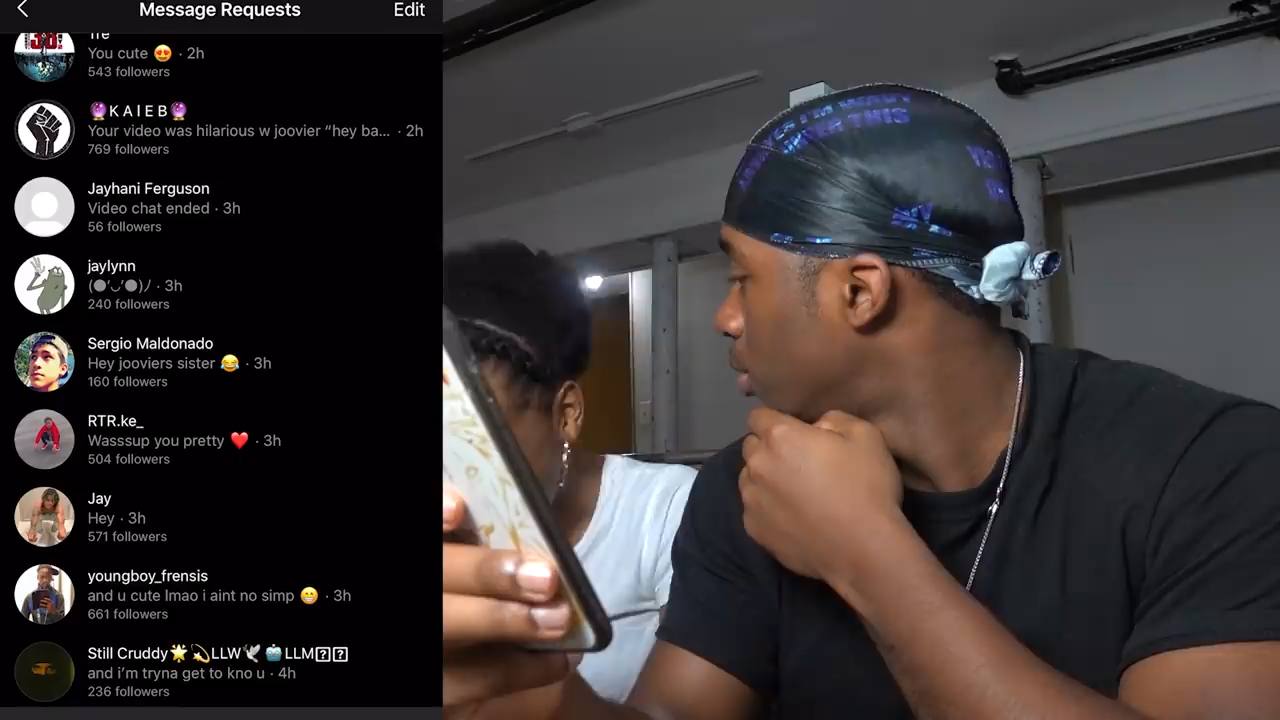 Message Requests
Edit
You cute 😍 · 2h
543 followers
🔮K A I E B🔮
Your video was hilarious w joovier “hey ba... · 2h
769 followers
Jayhani Ferguson
Video chat ended · 3h
56 followers
jaylynn
(●'◡'●)ﾉ · 3h
240 followers
Sergio Maldonado
Hey jooviers sister 😂 · 3h
160 followers
RTR.ke_
Wasssup you pretty ❤️ · 3h
504 followers
Jay
Hey · 3h
571 followers
youngboy_frensis
and u cute lmao i aint no simp 😁 · 3h
661 followers
Still Cruddy🌟💫LLW🕊🤖LLM⍰⍰
and i’m tryna get to kno u · 4h
236 followers